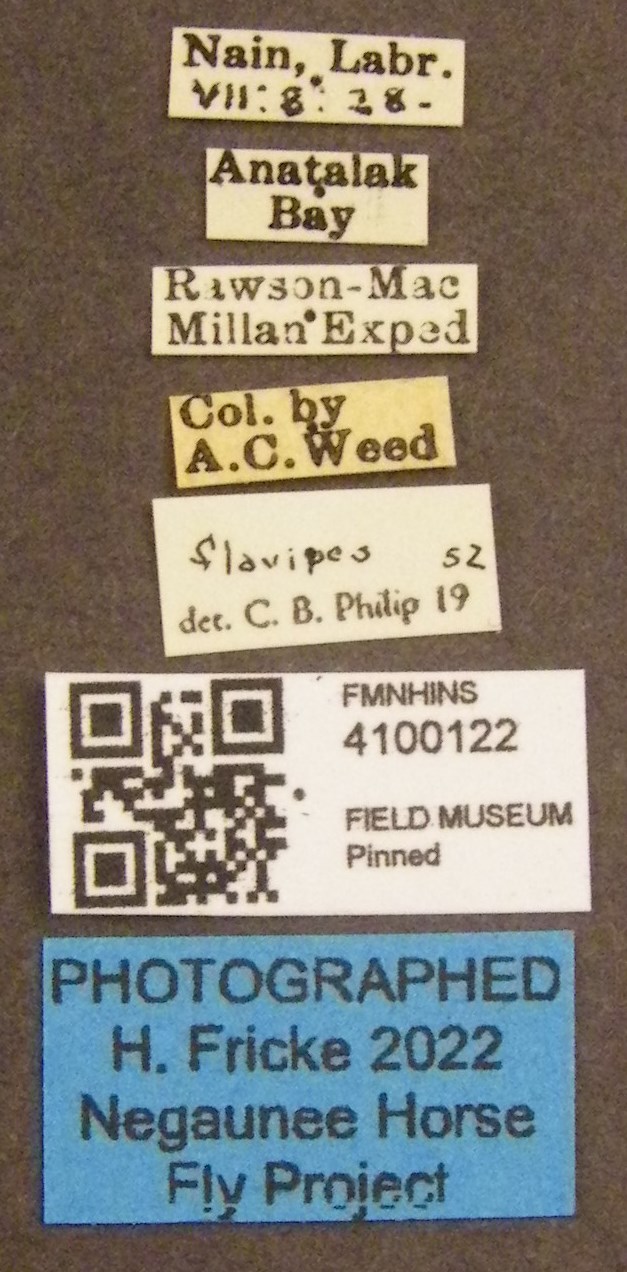 Nain, Labr.
VII: 8: 28-
Anatalak
Bay
Rawson-Mac
Millan Exped
Col. by
A.C.Weed
flavipes 52
det. C. B. Philip 19
FMNHINS
4100122
FIELD MUSEUM
Pinned
PHOTOGRAPHED
H. Fricke 2022
Negaunee Horse
Fly Project